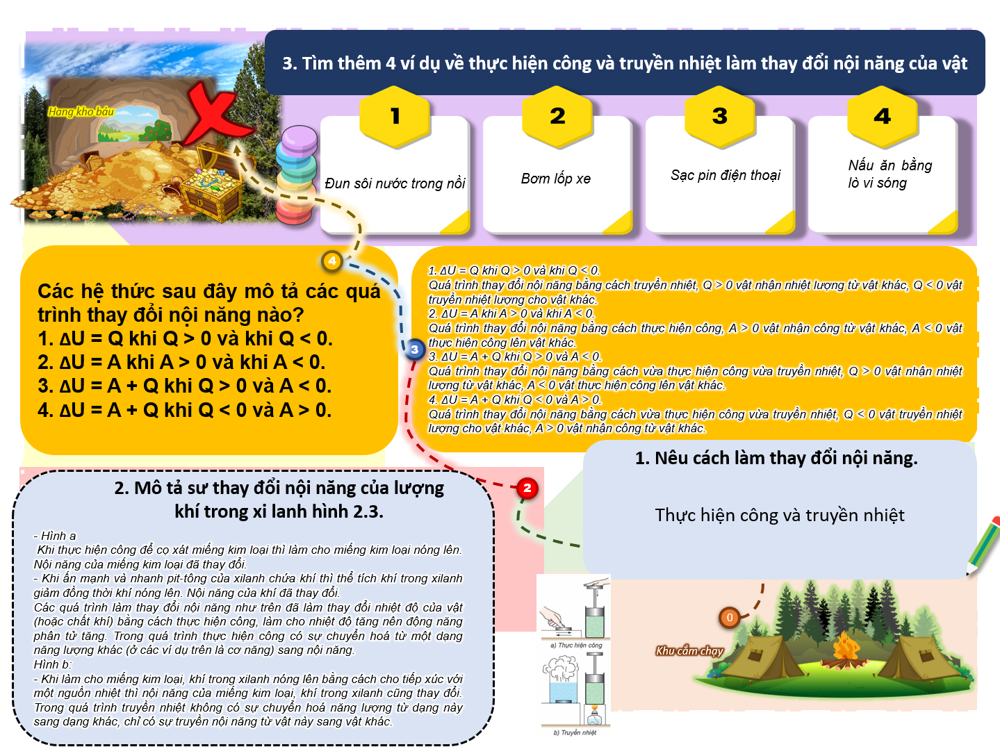 3. Tìm thêm 4 ví dụ về thực hiện công và truyền nhiệt làm thay đổi nội năng của vật
Hang kho báu
1
2
3
4
Đun sôi nước trong nồi
Bơm lốp xe
Sạc pin điện thoại
Nấu ăn bằng
lò vi sóng
4
Các hệ thức sau đây mô tả các quá
trình thay đổi nội năng nào?
1. ∆U = Q khi Q > 0 và khi Q < 0.
2. ∆U = A khi A > 0 và khi A < 0.
3. ∆U = A + Q khi Q > 0 và A < 0.
4. ∆U = A + Q khi Q < 0 và A > 0.
3
1. ∆U = Q khi Q > 0 và khi Q < 0.
Quá trình thay đổi nội năng bằng cách truyền nhiệt, Q > 0 vật nhận nhiệt lượng từ vật khác, Q < 0 vật
truyền nhiệt lượng cho vật khác.
2. ∆U = A khi A > 0 và khi A < 0.
Quá trình thay đổi nội năng bằng cách thực hiện công, A > 0 vật nhận công từ vật khác, A < 0 vật
thực hiện công lên vật khác.
3. ∆U = A + Q khi Q > 0 và A < 0.
Quá trình thay đổi nội năng bằng cách vừa thực hiện công vừa truyền nhiệt, Q > 0 vật nhận nhiệt
lượng từ vật khác, A < 0 vật thực hiện công lên vật khác.
4. ∆U = A + Q khi Q < 0 và A > 0.
Quá trình thay đổi nội năng bằng cách vừa thực hiện công vừa truyền nhiệt, Q < 0 vật truyền nhiệt
lượng cho vật khác, A > 0 vật nhận công từ vật khác.
1. Nêu cách làm thay đổi nội năng.
Thực hiện công và truyền nhiệt
2
2. Mô tả sư thay đổi nội năng của lượng
khí trong xi lanh hình 2.3.
- Hình a
Khi thực hiện công để cọ xát miếng kim loại thì làm cho miếng kim loại nóng lên.
Nội năng của miếng kim loại đã thay đổi.
- Khi ấn mạnh và nhanh pit-tông của xilanh chứa khí thì thể tích khí trong xilanh
giảm đồng thời khí nóng lên. Nội năng của khí đã thay đổi.
Các quá trình làm thay đổi nội năng như trên đã làm thay đổi nhiệt độ của vật
(hoặc chất khí) bằng cách thực hiện công, làm cho nhiệt độ tăng nên động năng
phân tử tăng. Trong quá trình thực hiện công có sự chuyển hoá từ một dạng
năng lượng khác (ở các ví dụ trên là cơ năng) sang nội năng.
Hình b:
- Khi làm cho miếng kim loại, khí trong xilanh nóng lên bằng cách cho tiếp xúc với
một nguồn nhiệt thì nội năng của miếng kim loại, khí trong xilanh cũng thay đổi.
Trong quá trình truyền nhiệt không có sự chuyển hoá năng lượng từ dạng này
sang dạng khác, chỉ có sự truyền nội năng từ vật này sang vật khác.
a) Thực hiện công
b) Truyền nhiệt
0
Khu cắm chạy